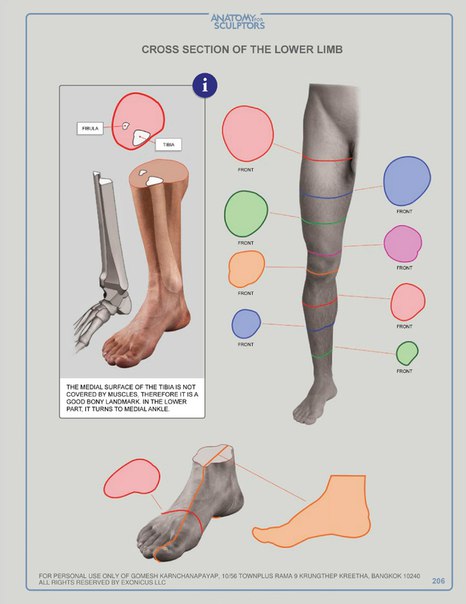 ANATOMY FOR
SCULPTORS
CROSS SECTION OF THE LOWER LIMB
i
FIBULA
TIBIA
FRONT
FRONT
FRONT
FRONT
FRONT
FRONT
FRONT
FRONT
THE MEDIAL SURFACE OF THE TIBIA IS NOT
COVERED BY MUSCLES. THEREFORE IT IS A
GOOD BONY LANDMARK. IN THE LOWER
PART, IT TURNS TO MEDIAL ANKLE.
FOR PERSONAL USE ONLY OF GOMESH KARNCHANAPAYAP, 10/56 TOWNPLUS RAMA 9 KRUNGTHEP KREETHA, BANGKOK 10240
ALL RIGHTS RESERVED BY EXONICUS LLC
206